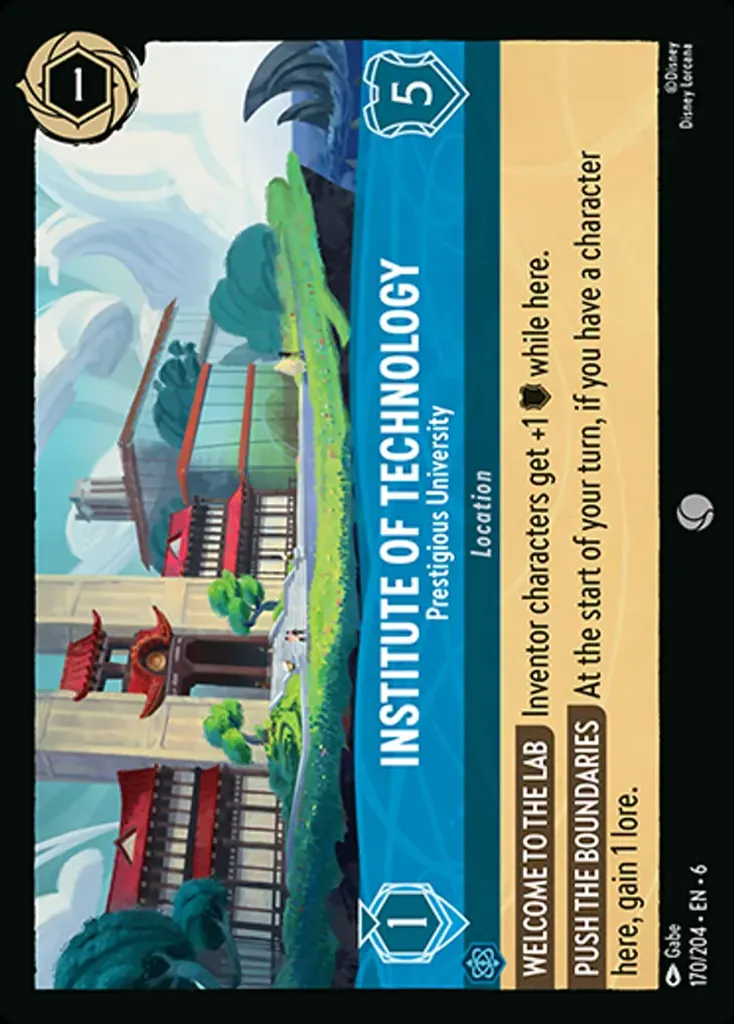 1
5
INSTITUTE OF TECHNOLOGY
Prestigious University
1
Location
WELCOME TO THE LAB Inventor characters get +1 while here.
PUSH THE BOUNDARIES At the start of your turn, if you have a character
here, gain 1 lore.
Gabe
170/204 • EN • 6
©Disney
Disney Lorcana